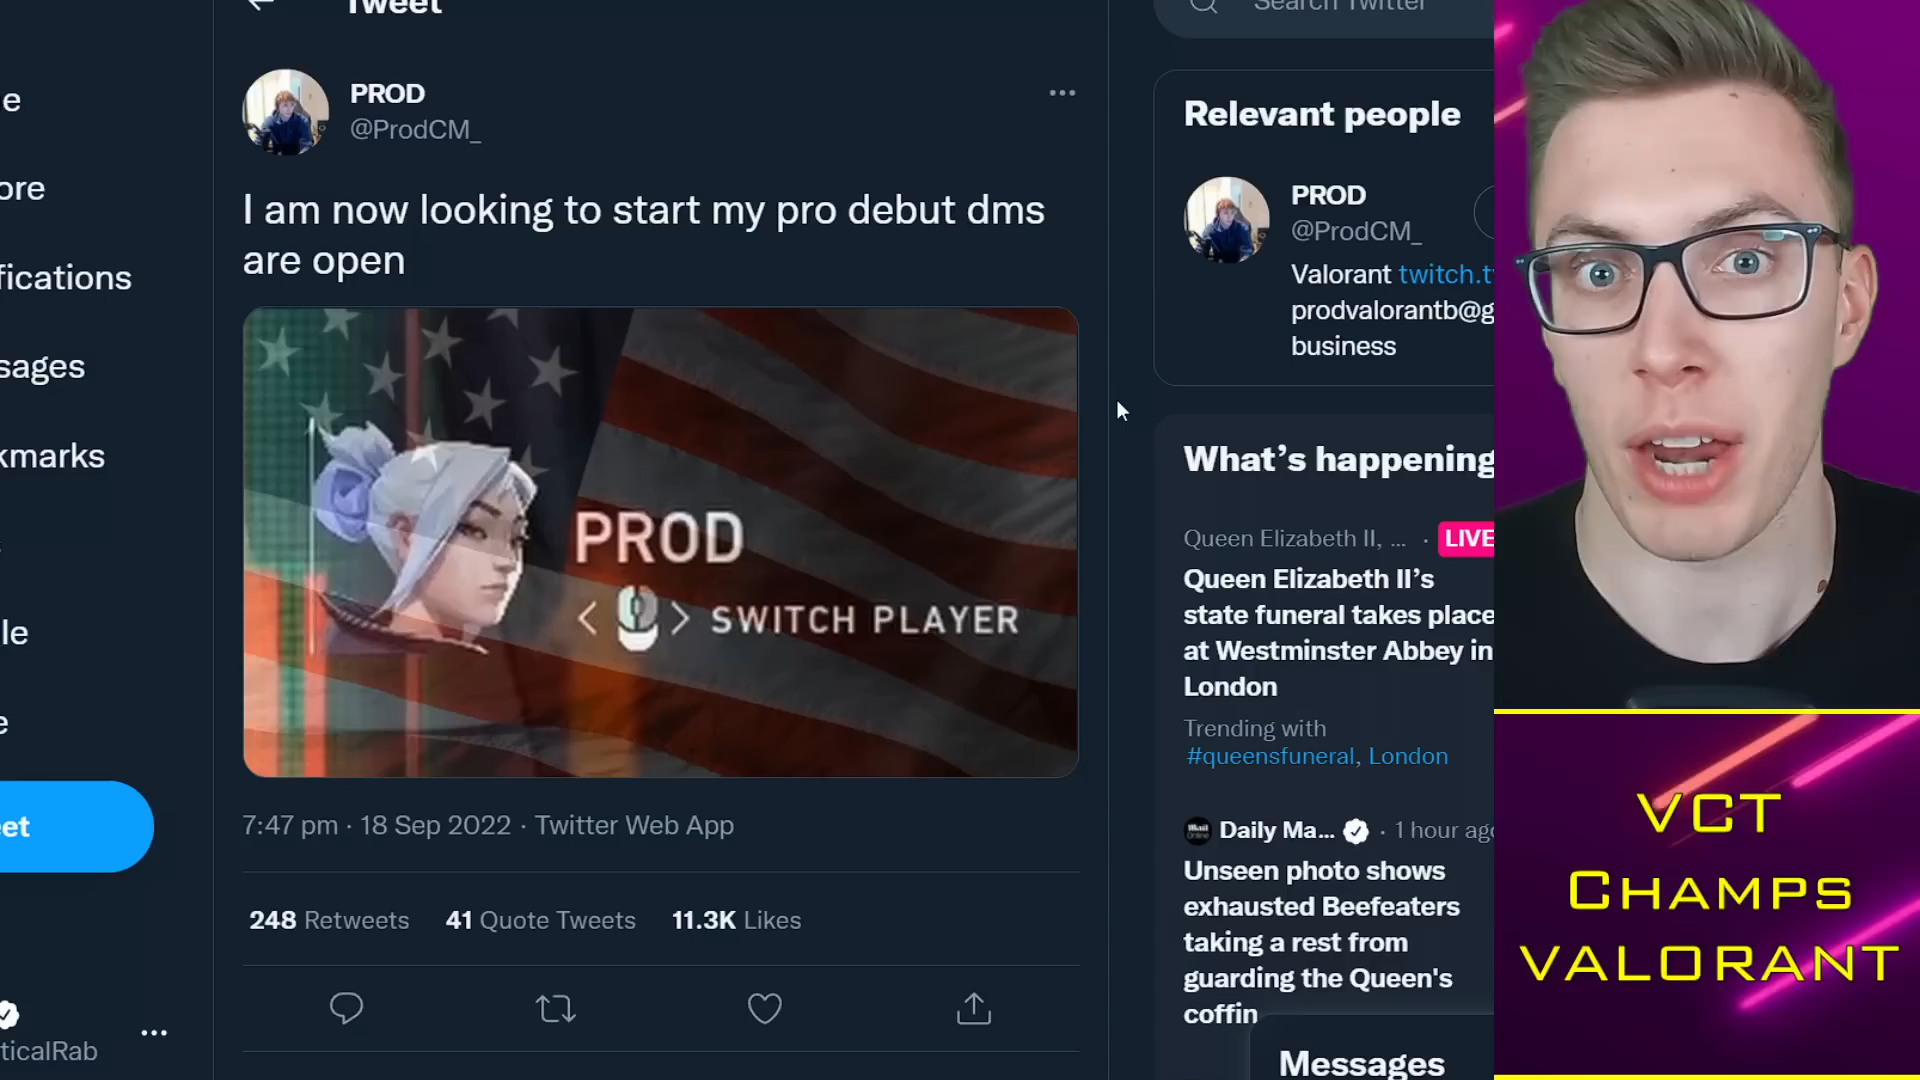 Tweet
Search Twitter
e
ore
fications
sages
kmarks
le
e
et
ticalRab
PROD
@ProdCM_
I am now looking to start my pro debut dms
are open
PROD
< > SWITCH PLAYER
7:47 pm · 18 Sep 2022 · Twitter Web App
248 Retweets 41 Quote Tweets 11.3K Likes
Relevant people
PROD
@ProdCM_
Valorant twitch.t
prodvalorantb@g
business
What’s happening
Queen Elizabeth II, ... · LIVE
Queen Elizabeth II’s
state funeral takes place
at Westminster Abbey in
London
Trending with
#queensfuneral, London
Daily Ma... · 1 hour ago
Unseen photo shows
exhausted Beefeaters
taking a rest from
guarding the Queen's
coffin
Messages
VCT
CHAMPS
VALORANT